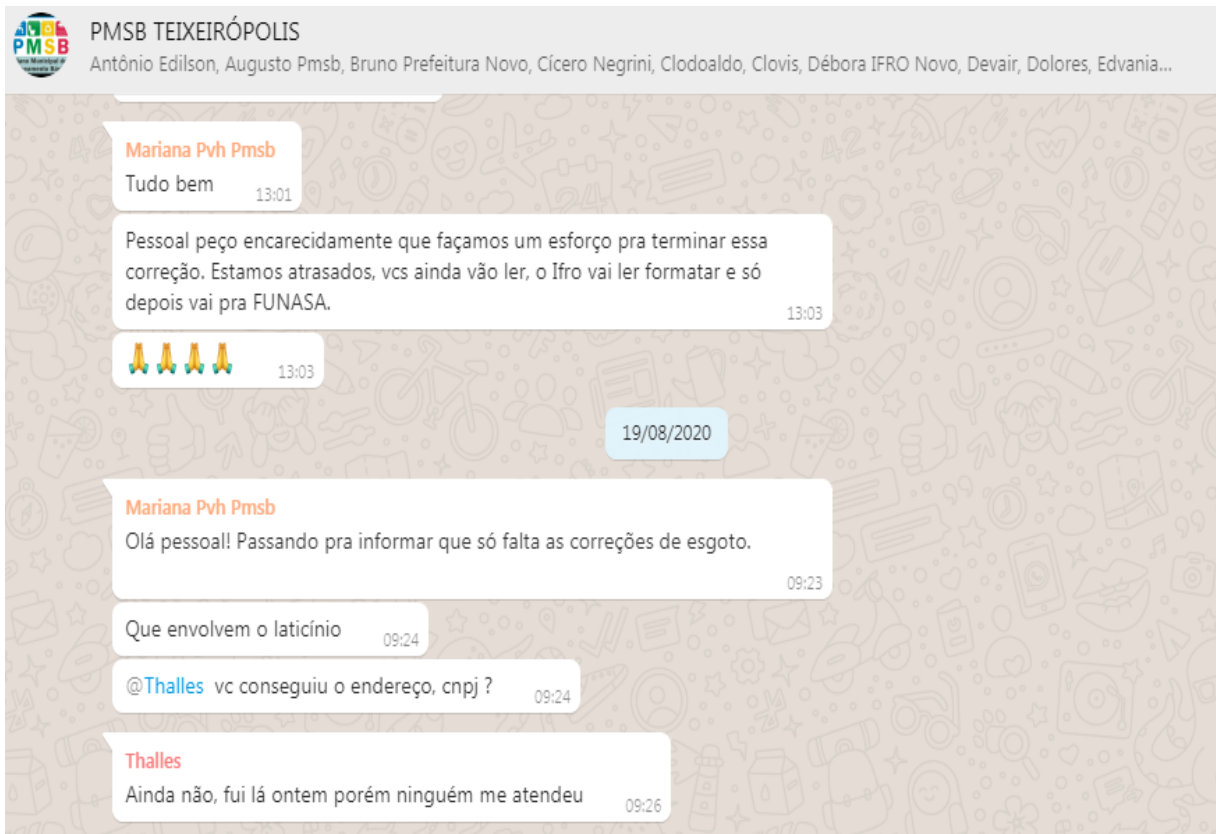 PMSB TEIXEIRÓPOLIS
PMSB
Antônio Edilson, Augusto Pmsb, Bruno Prefeitura Novo, Cícero Negrini, Clodoaldo, Clovis, Débora IFRO Novo, Devair, Dolores, Edvania...
Mariana Pvh Pmsb
Tudo bem 13:01
Pessoal peço encarecidamente que façamos um esforço pra terminar essa
correção. Estamos atrasados, vcs ainda vão ler, o Ifro vai ler formatar e só
depois vai pra FUNASA.
13:03
🙏🙏🙏🙏 13:03
19/08/2020
Mariana Pvh Pmsb
Olá pessoal! Passando pra informar que só falta as correções de esgoto.
09:23
Que envolvem o laticínio 09:24
@Thalles vc conseguiu o endereço, cnpj ? 09:24
Thalles
Ainda não, fui lá ontem porém ninguém me atendeu 09:26